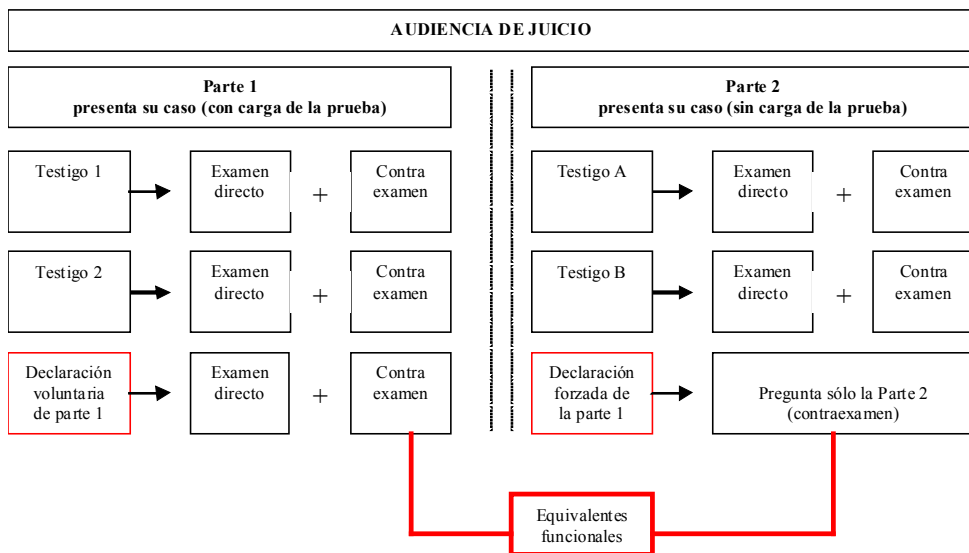 AUDIENCIA DE JUICIO
Parte 1
presenta su caso (con carga de la prueba)
Parte 2
presenta su caso (sin carga de la prueba)
Testigo 1
Examen
directo
+
Contra
examen
Testigo A
Examen
directo
+
Contra
examen
Testigo 2
Examen
directo
+
Contra
examen
Testigo B
Examen
directo
+
Contra
examen
Declaración
voluntaria
de parte 1
Examen
directo
+
Contra
examen
Declaración
forzada de
la parte 1
Pregunta sólo la Parte 2
(contraexamen)
Equivalentes
funcionales